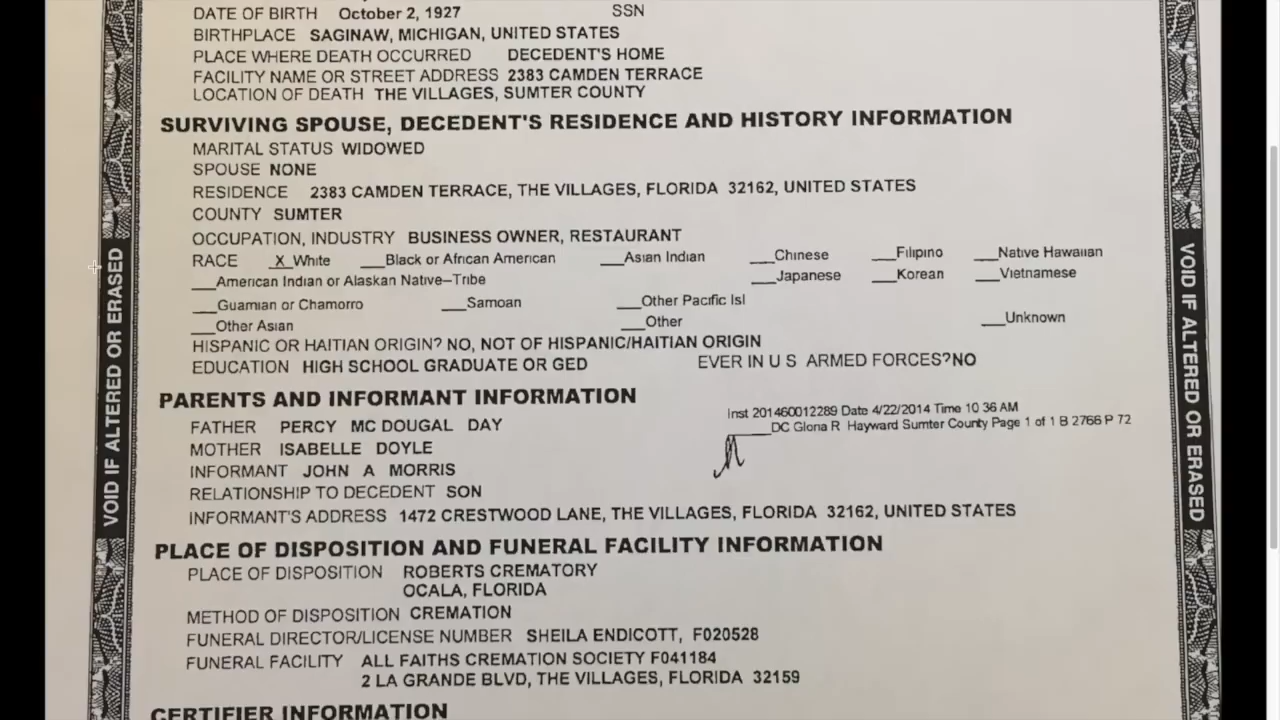 DATE OF BIRTH October 2, 1927 SSN
BIRTHPLACE SAGINAW, MICHIGAN, UNITED STATES
PLACE WHERE DEATH OCCURRED DECEDENT'S HOME
FACILITY NAME OR STREET ADDRESS 2383 CAMDEN TERRACE
LOCATION OF DEATH THE VILLAGES, SUMTER COUNTY
SURVIVING SPOUSE, DECEDENT'S RESIDENCE AND HISTORY INFORMATION
MARITAL STATUS WIDOWED
SPOUSE NONE
RESIDENCE 2383 CAMDEN TERRACE, THE VILLAGES, FLORIDA 32162, UNITED STATES
COUNTY SUMTER
OCCUPATION, INDUSTRY BUSINESS OWNER, RESTAURANT
RACE _X_White ___Black or African American ___Asian Indian ___Chinese ___Filipino ___Native Hawaiian
___American Indian or Alaskan Native–Tribe ___Japanese ___Korean ___Vietnamese
___Guamian or Chamorro ___Samoan ___Other Pacific Isl
___Other Asian ___Other ___Unknown
HISPANIC OR HAITIAN ORIGIN? NO, NOT OF HISPANIC/HAITIAN ORIGIN
EDUCATION HIGH SCHOOL GRADUATE OR GED EVER IN U S ARMED FORCES?NO
PARENTS AND INFORMANT INFORMATION
FATHER PERCY MC DOUGAL DAY
MOTHER ISABELLE DOYLE
INFORMANT JOHN A MORRIS
RELATIONSHIP TO DECEDENT SON
INFORMANT'S ADDRESS 1472 CRESTWOOD LANE, THE VILLAGES, FLORIDA 32162, UNITED STATES
Inst 201460012289 Date 4/22/2014 Time 10 36 AM
______DC Gloria R Hayward Sumter County Page 1 of 1 B 2766 P 72
PLACE OF DISPOSITION AND FUNERAL FACILITY INFORMATION
PLACE OF DISPOSITION ROBERTS CREMATORY
OCALA, FLORIDA
METHOD OF DISPOSITION CREMATION
FUNERAL DIRECTOR/LICENSE NUMBER SHEILA ENDICOTT, F020528
FUNERAL FACILITY ALL FAITHS CREMATION SOCIETY F041184
2 LA GRANDE BLVD, THE VILLAGES, FLORIDA 32159
CERTIFIER INFORMATION
VOID IF ALTERED OR ERASED
VOID IF ALTERED OR ERASED